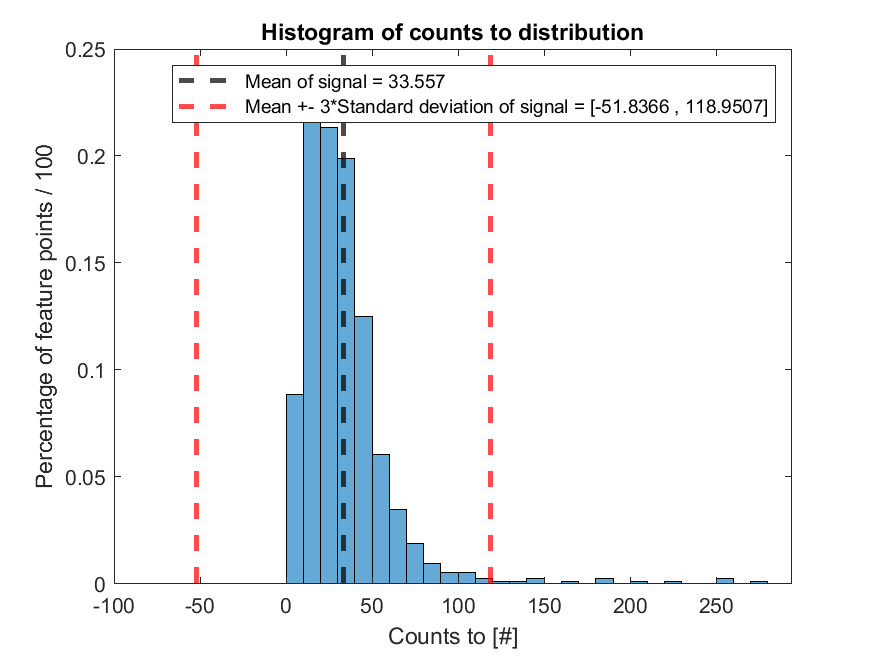 Histogram of counts to distribution
Mean of signal = 33.557
Mean +- 3*Standard deviation of signal = [-51.8366 , 118.9507]
Percentage of feature points / 100
0.25
0.2
0.15
0.1
0.05
0
-100 -50 0 50 100 150 200 250
Counts to [#]